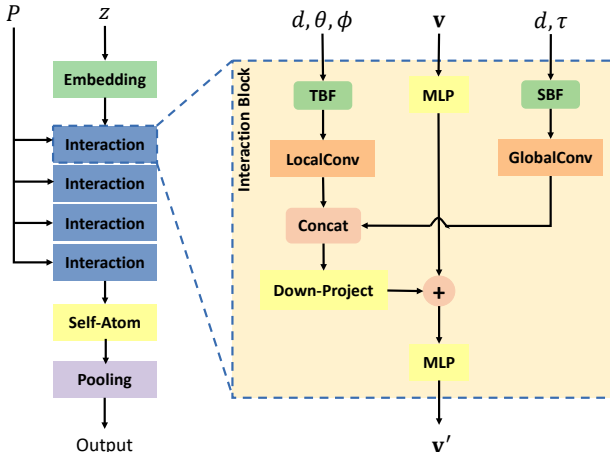 P
z
Embedding
Interaction
Interaction
Interaction
Interaction
Self-Atom
Pooling
Output
Interaction Block
d, θ, ϕ
v
d, τ
TBF
MLP
SBF
LocalConv
GlobalConv
Concat
Down-Project
+
MLP
v′